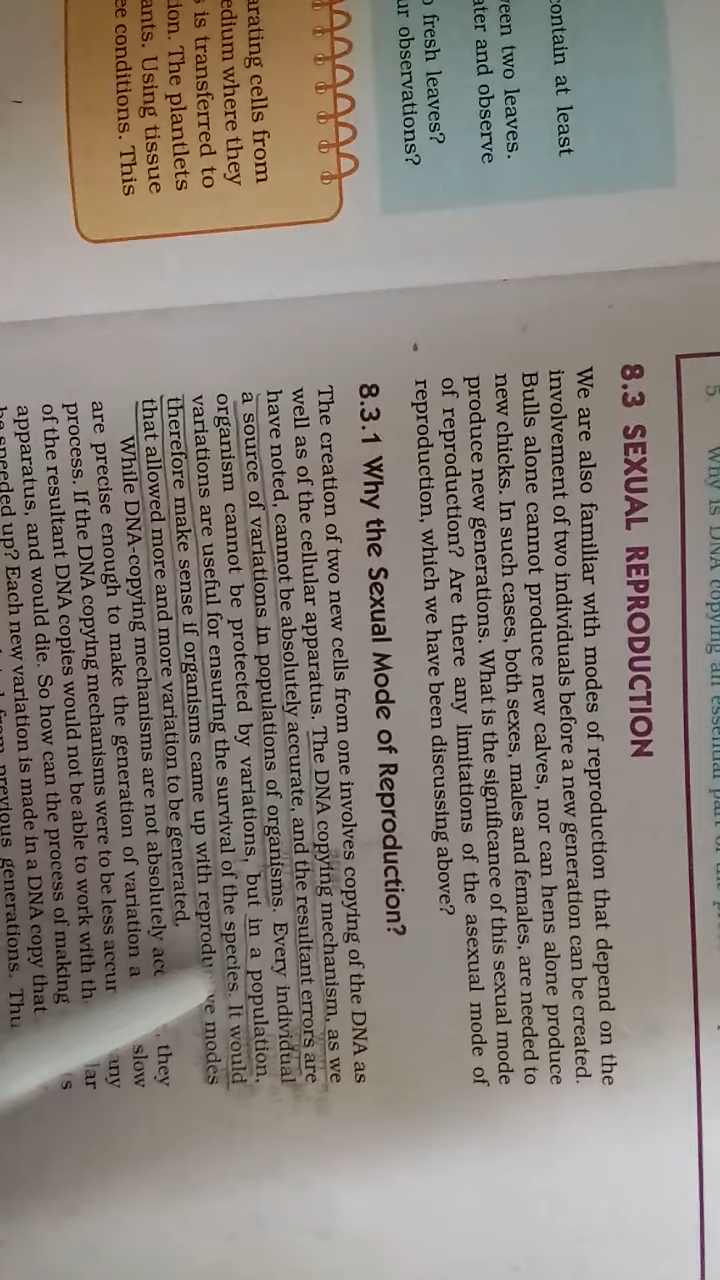 contain at least
veen two leaves.
ater and observe
o fresh leaves?
ur observations?
arating cells from
edium where they
s is transferred to
ion. The plantlets
ants. Using tissue
ee conditions. This
5. Why is DNA copying an essential part of the
8.3 SEXUAL REPRODUCTION
We are also familiar with modes of reproduction that depend on the
involvement of two individuals before a new generation can be created.
Bulls alone cannot produce new calves, nor can hens alone produce
new chicks. In such cases, both sexes, males and females, are needed to
produce new generations. What is the significance of this sexual mode
of reproduction? Are there any limitations of the asexual mode of
reproduction, which we have been discussing above?
8.3.1 Why the Sexual Mode of Reproduction?
The creation of two new cells from one involves copying of the DNA as
well as of the cellular apparatus. The DNA copying mechanism, as we
have noted, cannot be absolutely accurate, and the resultant errors are
a source of variations in populations of organisms. Every individual
organism cannot be protected by variations, but in a population,
variations are useful for ensuring the survival of the species. It would
therefore make sense if organisms came up with reprodu ve modes
that allowed more and more variation to be generated.
While DNA-copying mechanisms are not absolutely acc , they
are precise enough to make the generation of variation a slow
process. If the DNA copying mechanisms were to be less accur any
of the resultant DNA copies would not be able to work with th lar
apparatus, and would die. So how can the process of making s
be speeded up? Each new variation is made in a DNA copy that
from previous generations. Thu